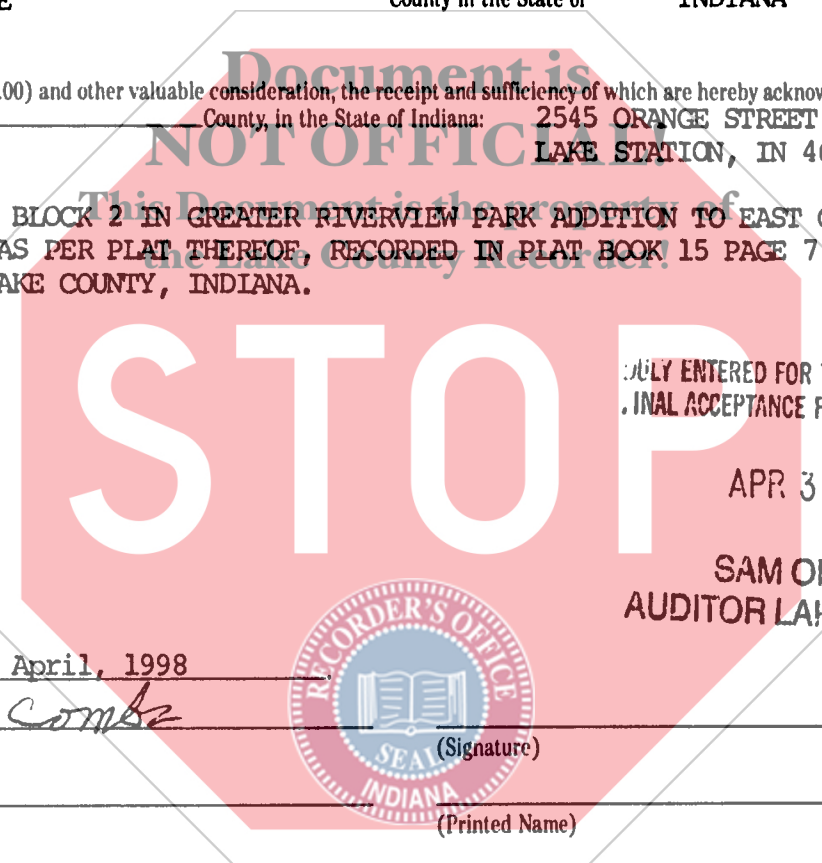 E County in the State of INDIANA
Document is
.00) and other valuable consideration, the receipt and sufficiency of which are hereby acknow
County, in the State of Indiana: 2545 ORANGE STREET
NOT OFFICIAL!
LAKE STATION, IN 4
This Document is the property of
BLOCK 2 IN GREATER RIVERVIEW PARK ADDITION TO EAST
AS PER PLAT THEREOF, RECORDED IN PLAT BOOK 15 PAGE 7
the Lake County Recorder!
AKE COUNTY, INDIANA.
STOP
ULY ENTERED FOR
INAL ACCEPTANCE F
APR 3
SAM O
AUDITOR LAK
April, 1998
Combs
RECORDER'S OFFICE
SEAL
INDIANA
(Signature)
(Printed Name)